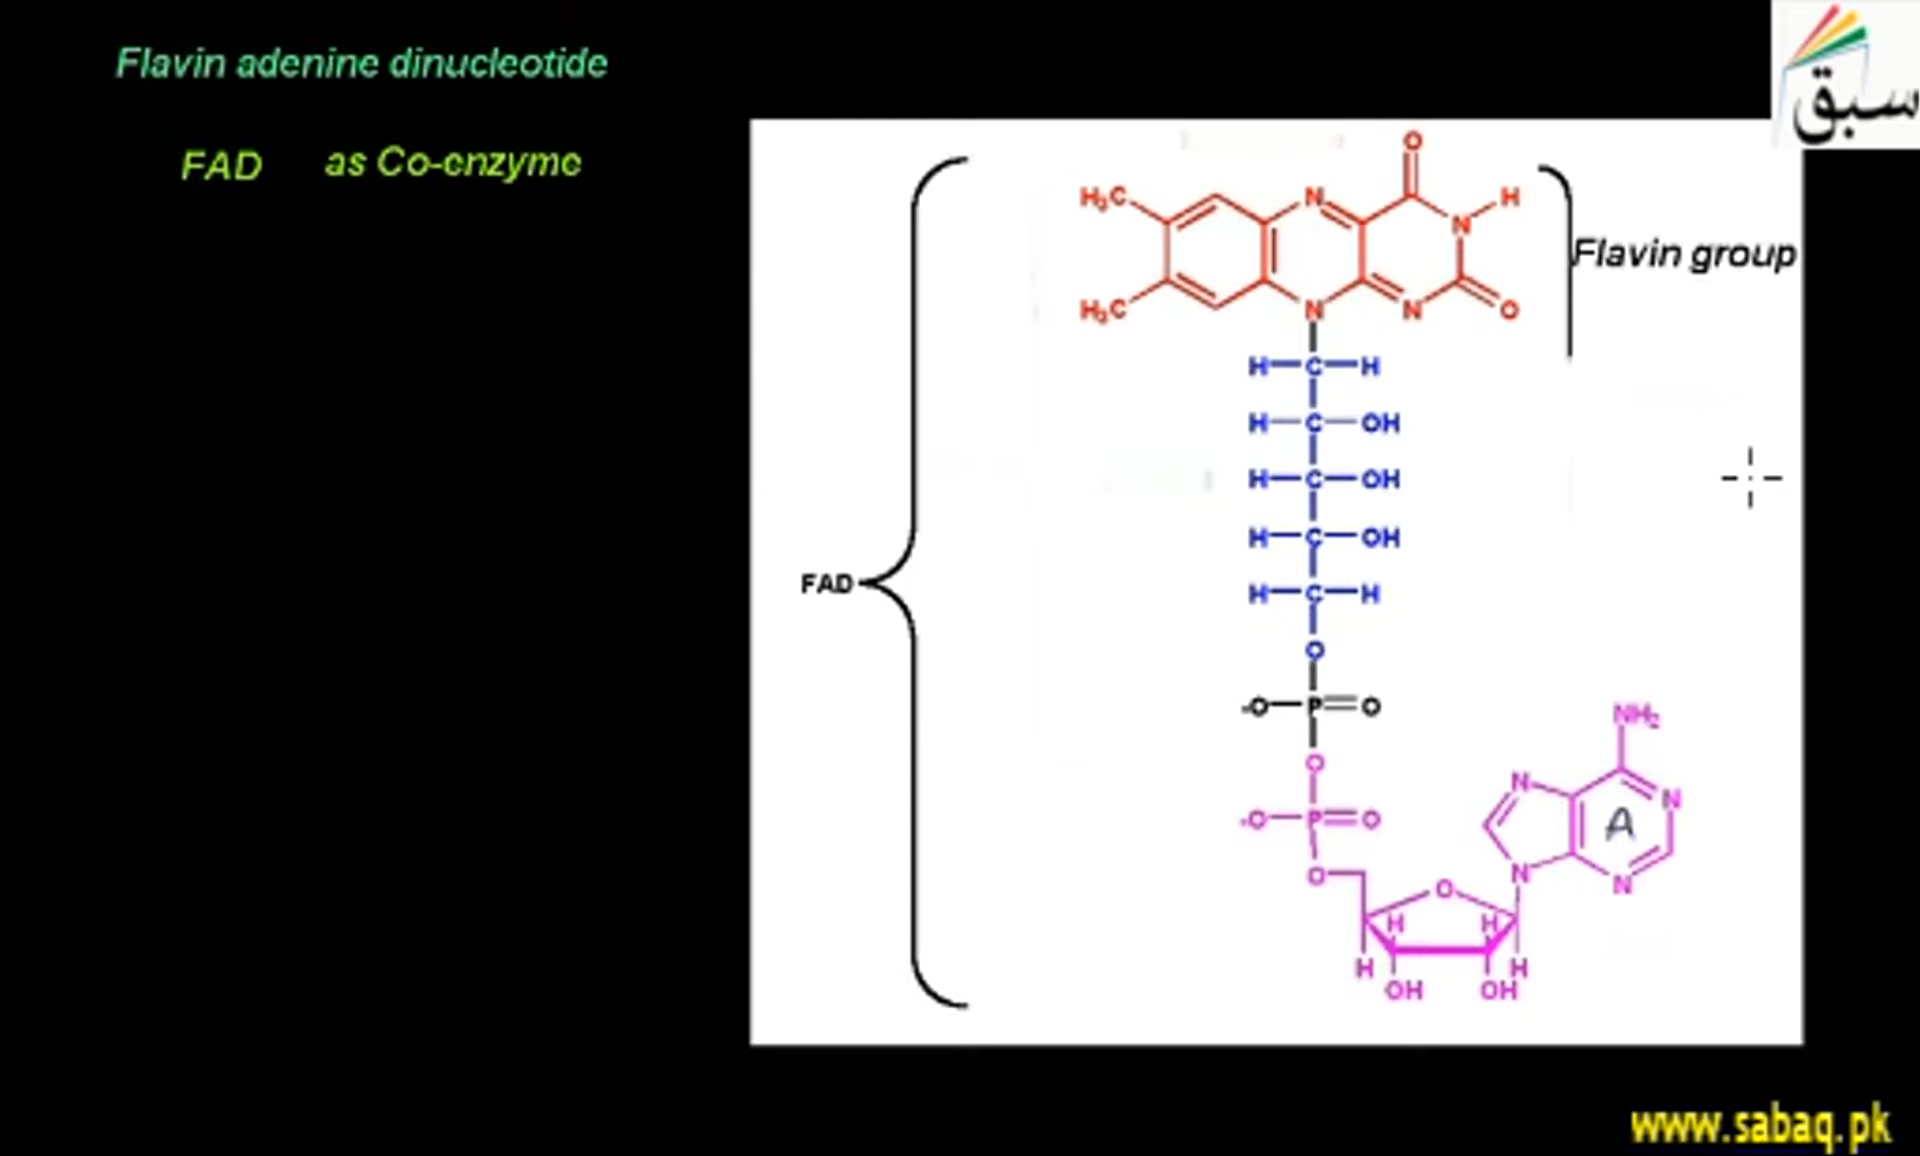 Flavin adenine dinucleotide
سبق
FAD as Co-enzyme
O
H₃C N N H
Flavin group
H₃C N N O
H C H
H C OH
H C OH
H C OH
FAD
H C H
O
-O P O
NH₂
O
N N
-O P O
A
O N N
O
H H
H H
OH OH
www.sabaq.pk